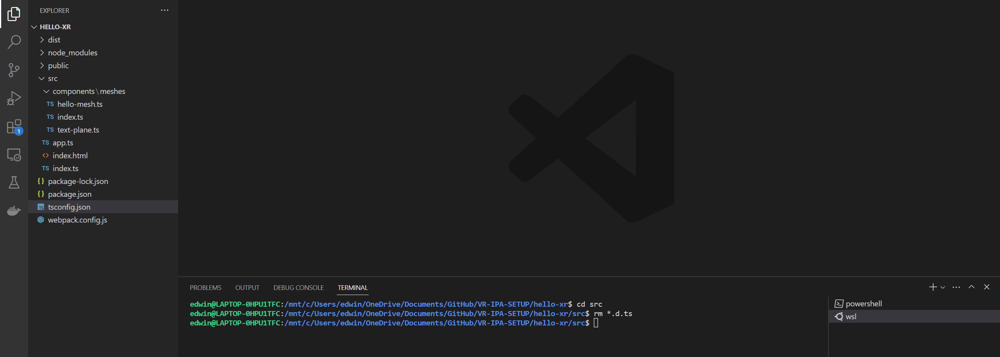 EXPLORER
HELLO-XR
dist
node_modules
public
src
components\meshes
TS hello-mesh.ts
TS index.ts
TS text-plane.ts
TS app.ts
<> index.html
TS index.ts
{} package-lock.json
{} package.json
TS tsconfig.json
webpack.config.js
1
PROBLEMS OUTPUT DEBUG CONSOLE TERMINAL
edwin@LAPTOP-0HPU1TFC:/mnt/c/Users/edwin/OneDrive/Documents/GitHub/VR-IPA-SETUP/hello-xr$ cd src
edwin@LAPTOP-0HPU1TFC:/mnt/c/Users/edwin/OneDrive/Documents/GitHub/VR-IPA-SETUP/hello-xr/src$ rm *.d.ts
edwin@LAPTOP-0HPU1TFC:/mnt/c/Users/edwin/OneDrive/Documents/GitHub/VR-IPA-SETUP/hello-xr/src$
powershell
wsl